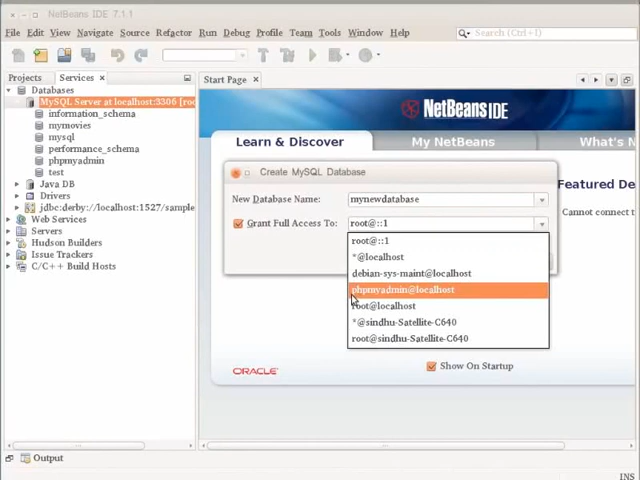 NetBeans IDE 7.1.1
File Edit View Navigate Source Refactor Run Debug Profile Team Tools Window Help
Search (Ctrl+I)
Projects Services
Start Page
Databases
MySQL Server at localhost:3306 [roo
information_schema
mymovies
mysql
performance_schema
phpmyadmin
test
Java DB
Drivers
jdbc:derby://localhost:1527/sample
Web Services
Servers
Hudson Builders
Issue Trackers
C/C++ Build Hosts
NetBeans IDE
Learn & Discover My NetBeans What's N
Create MySQL Database
New Database Name: mynewdatabase
Grant Full Access To: root@::1
root@::1
*@localhost
debian-sys-maint@localhost
phpmyadmin@localhost
root@localhost
*@sindhu-Satellite-C640
root@sindhu-Satellite-C640
Featured De
Cannot connect t
ORACLE
Show On Startup
Output
INS